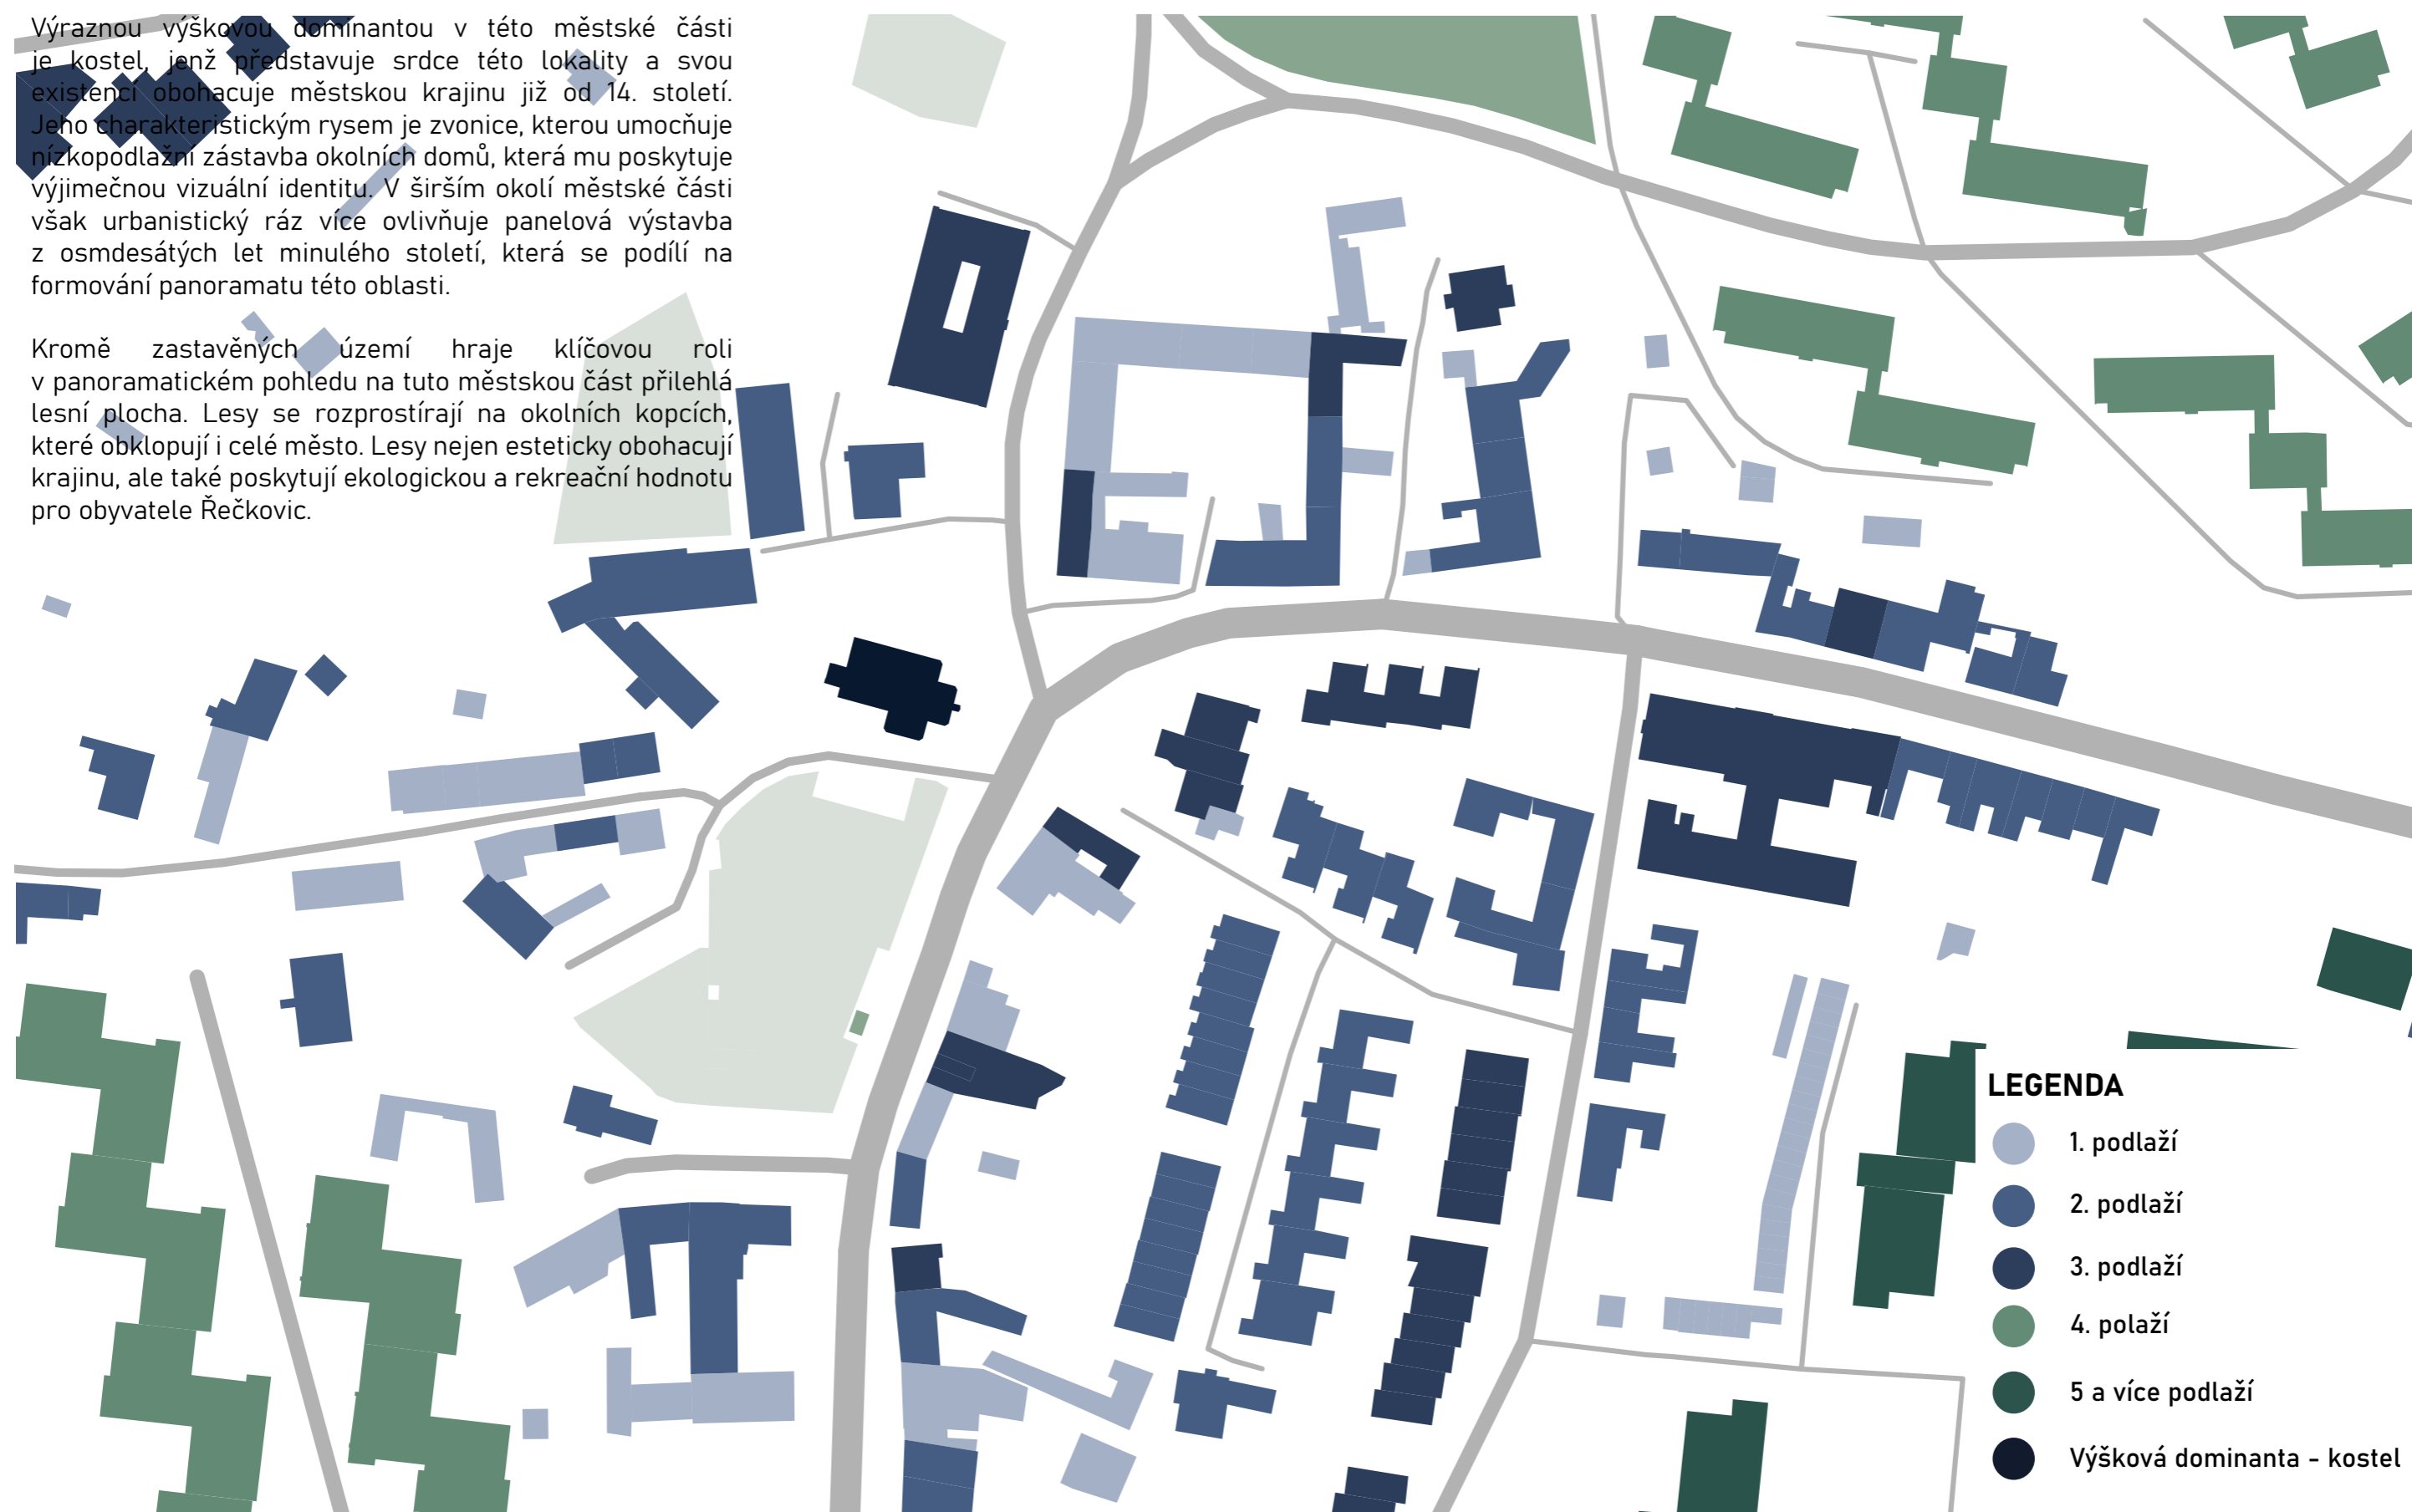 Výraznou výškovou dominantou v této městské části
je kostel, jenž představuje srdce této lokality a svou
existencí obohacuje městskou krajinu již od 14. století.
Jeho charakteristickým rysem je zvonice, kterou umocňuje
nízkopodlažní zástavba okolních domů, která mu poskytuje
výjimečnou vizuální identitu. V širším okolí městské části
však urbanistický ráz více ovlivňuje panelová výstavba
z osmdesátých let minulého století, která se podílí na
formování panoramatu této oblasti.
Kromě zastavěných území hraje klíčovou roli
v panoramatickém pohledu na tuto městskou část přilehlá
lesní plocha. Lesy se rozprostírají na okolních kopcích,
které obklopují i celé město. Lesy nejen esteticky obohacují
krajinu, ale také poskytují ekologickou a rekreační hodnotu
pro obyvatele Řečkovic.
LEGENDA
1. podlaží
2. podlaží
3. podlaží
4. polaží
5 a více podlaží
Výšková dominanta - kostel